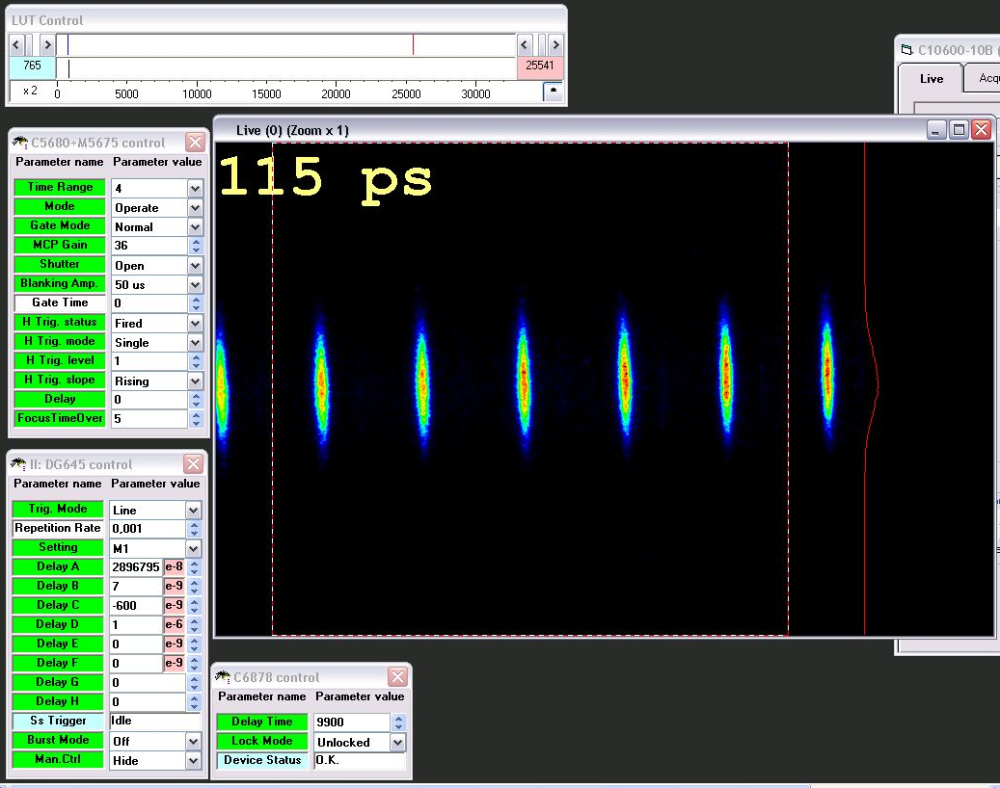 LUT Control
765
25541
x 2 0 5000 10000 15000 20000 25000 30000 *
C10600-10B (
Live Acqu
C5680+M5675 control
Parameter name Parameter value
Time Range 4
Mode Operate
Gate Mode Normal
MCP Gain 36
Shutter Open
Blanking Amp. 50 us
Gate Time 0
H Trig. status Fired
H Trig. mode Single
H Trig. level 1
H Trig. slope Rising
Delay 0
FocusTimeOver 5
Live (0) (Zoom x 1)
115 ps
II: DG645 control
Parameter name Parameter value
Trig. Mode Line
Repetition Rate 0,001
Setting M1
Delay A 2896795 e-8
Delay B 7 e-9
Delay C -600 e-9
Delay D 1 e-6
Delay E 0 e-9
Delay F 0 e-9
Delay G 0
Delay H 0
Ss Trigger Idle
Burst Mode Off
Man.Ctrl Hide
C6878 control
Parameter name Parameter value
Delay Time 9900
Lock Mode Unlocked
Device Status O.K.